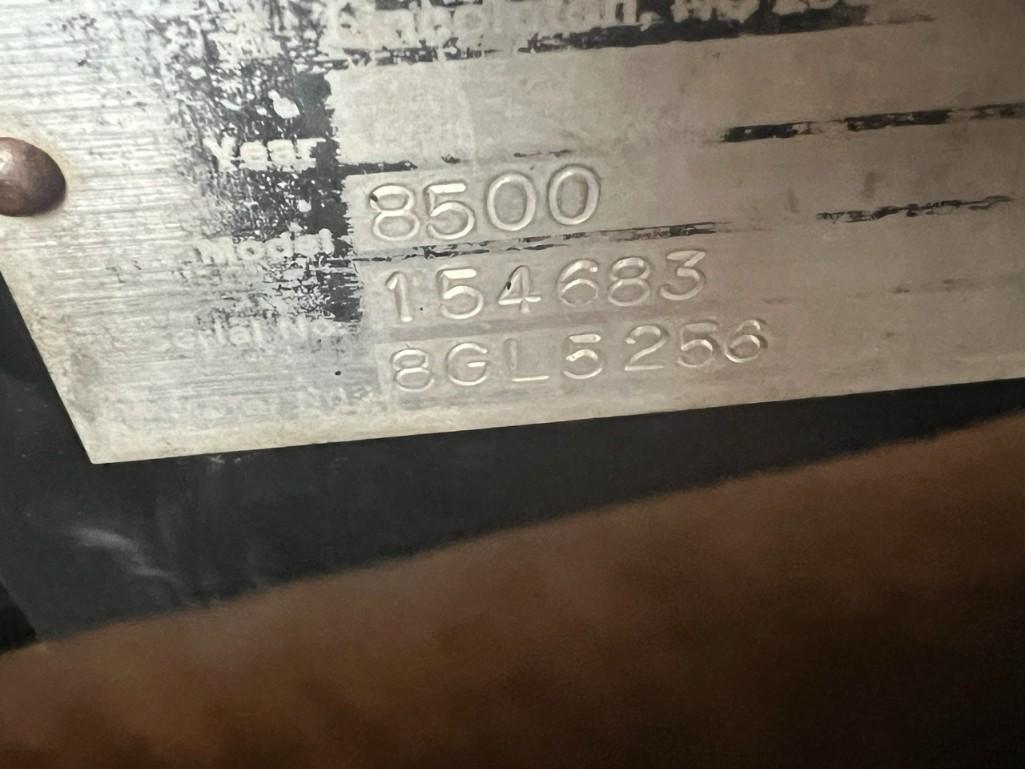 Year
Model 8500
Serial No. 154683
8GL5256